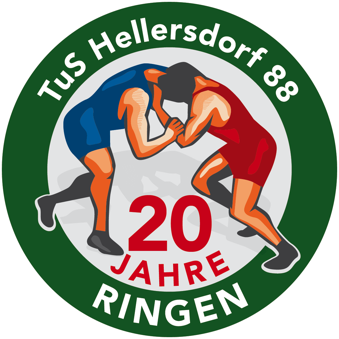 TuS Hellersdorf 88
20
JAHRE
RINGEN